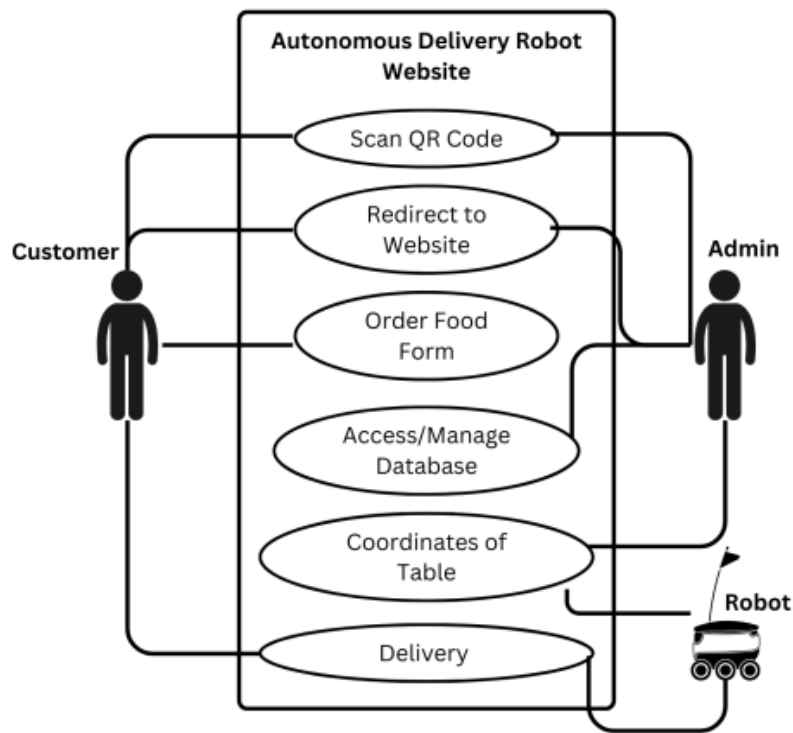 Autonomous Delivery Robot
Website
Scan QR Code
Redirect to
Website
Customer
Admin
Order Food
Form
Access/Manage
Database
Coordinates of
Table
Robot
Delivery